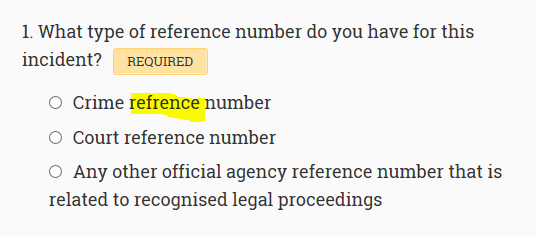 1. What type of reference number do you have for this
incident? REQUIRED
Crime refrence number
Court reference number
Any other official agency reference number that is
related to recognised legal proceedings